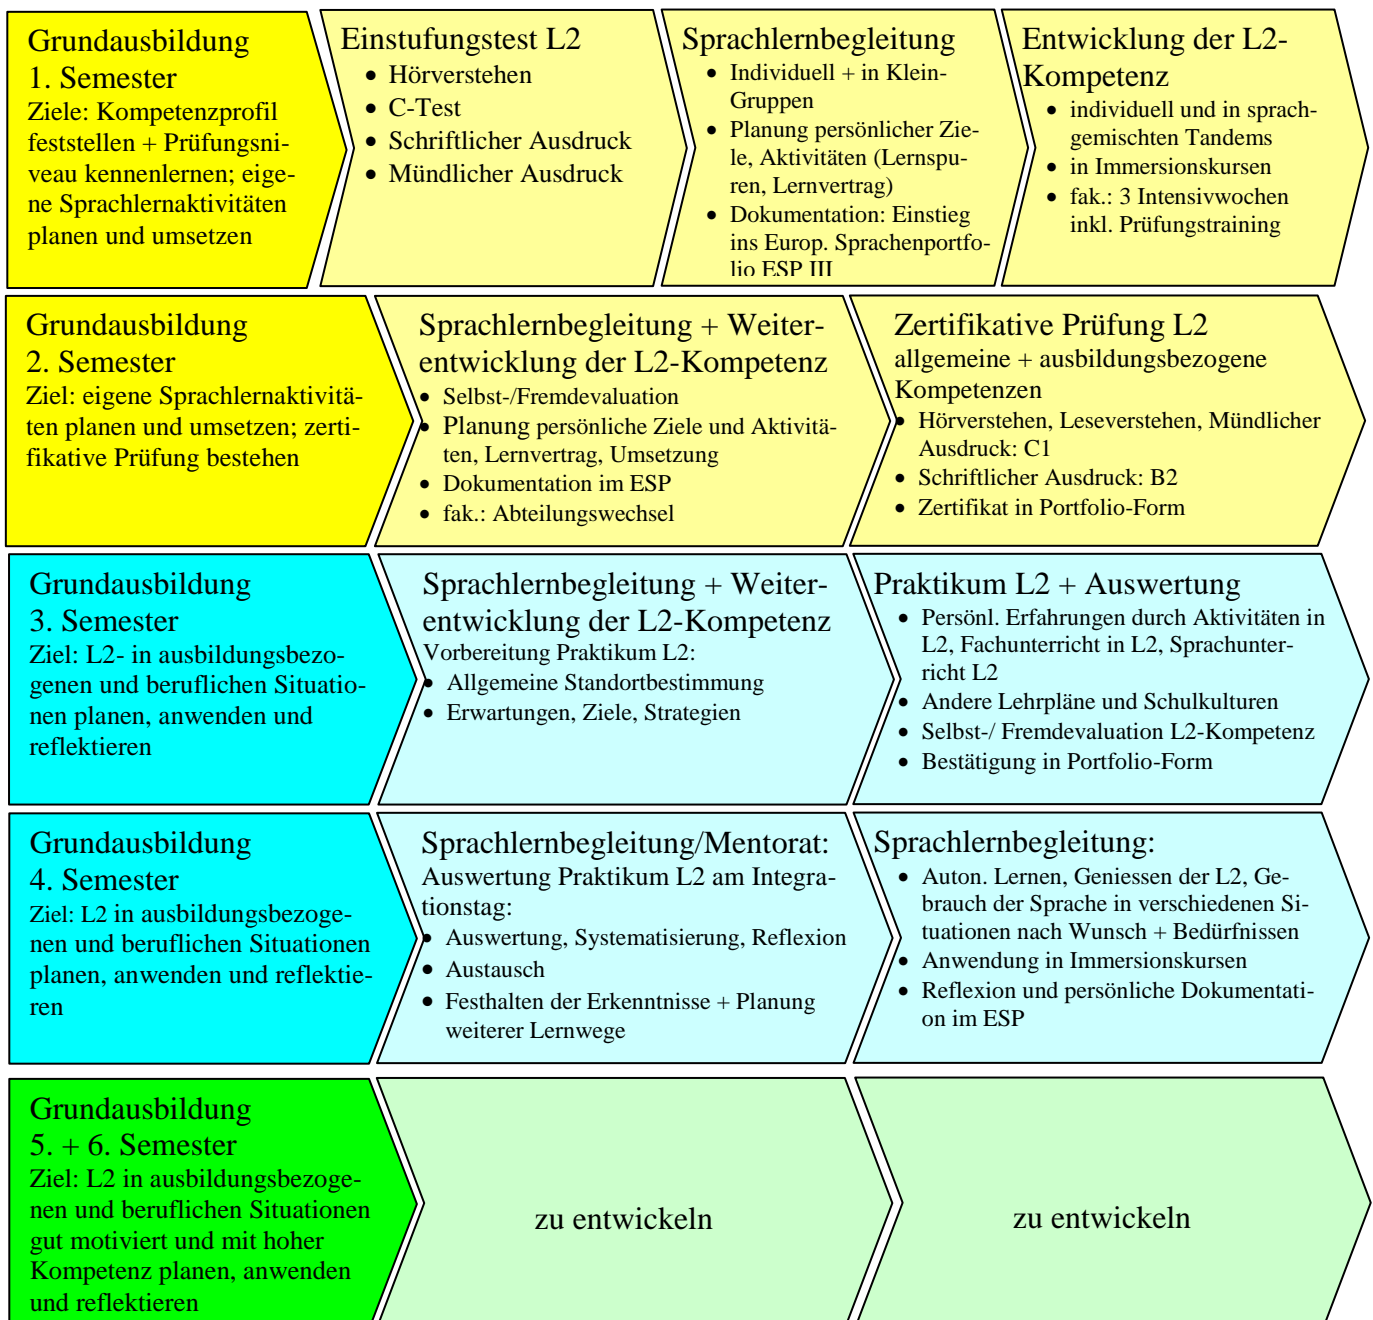 Grundausbildung
1. Semester
Ziele: Kompetenzprofil
feststellen + Prüfungsni-
veau kennenlernen; eige-
ne Sprachlernaktivitäten
planen und umsetzen
Einstufungstest L2
• Hörverstehen
• C-Test
• Schriftlicher Ausdruck
• Mündlicher Ausdruck
Sprachlernbegleitung
• Individuell + in Klein-
Gruppen
• Planung persönlicher Zie-
le, Aktivitäten (Lernspu-
ren, Lernvertrag)
• Dokumentation: Einstieg
ins Europ. Sprachenportfo-
lio ESP III
Entwicklung der L2-
Kompetenz
• individuell und in sprach-
gemischten Tandems
• in Immersionskursen
• fak.: 3 Intensivwochen
inkl. Prüfungstraining
Grundausbildung
2. Semester
Ziel: eigene Sprachlernaktivitä-
ten planen und umsetzen; zerti-
fikative Prüfung bestehen
Sprachlernbegleitung + Weiter-
entwicklung der L2-Kompetenz
• Selbst-/Fremdevaluation
• Planung persönliche Ziele und Aktivitä-
ten, Lernvertrag, Umsetzung
• Dokumentation im ESP
• fak.: Abteilungswechsel
Zertifikative Prüfung L2
allgemeine + ausbildungsbezogene
Kompetenzen
• Hörverstehen, Leseverstehen, Mündlicher
Ausdruck: C1
• Schriftlicher Ausdruck: B2
• Zertifikat in Portfolio-Form
Grundausbildung
3. Semester
Ziel: L2- in ausbildungsbezo-
genen und beruflichen Situatio-
nen planen, anwenden und
reflektieren
Sprachlernbegleitung + Weiter-
entwicklung der L2-Kompetenz
Vorbereitung Praktikum L2:
• Allgemeine Standortbestimmung
• Erwartungen, Ziele, Strategien
Praktikum L2 + Auswertung
• Persönl. Erfahrungen durch Aktivitäten in
L2, Fachunterricht in L2, Sprachunter-
richt L2
• Andere Lehrpläne und Schulkulturen
• Selbst-/ Fremdevaluation L2-Kompetenz
• Bestätigung in Portfolio-Form
Grundausbildung
4. Semester
Ziel: L2 in ausbildungsbezoge-
nen und beruflichen Situationen
planen, anwenden und reflektie-
ren
Sprachlernbegleitung/Mentorat:
Auswertung Praktikum L2 am Integra-
tionstag:
• Auswertung, Systematisierung, Reflexion
• Austausch
• Festhalten der Erkenntnisse + Planung
weiterer Lernwege
Sprachlernbegleitung:
• Auton. Lernen, Geniessen der L2, Ge-
brauch der Sprache in verschiedenen Si-
tuationen nach Wunsch + Bedürfnissen
• Anwendung in Immersionskursen
• Reflexion und persönliche Dokumentati-
on im ESP
Grundausbildung
5. + 6. Semester
Ziel: L2 in ausbildungsbezoge-
nen und beruflichen Situationen
gut motiviert und mit hoher
Kompetenz planen, anwenden
und reflektieren
zu entwickeln
zu entwickeln